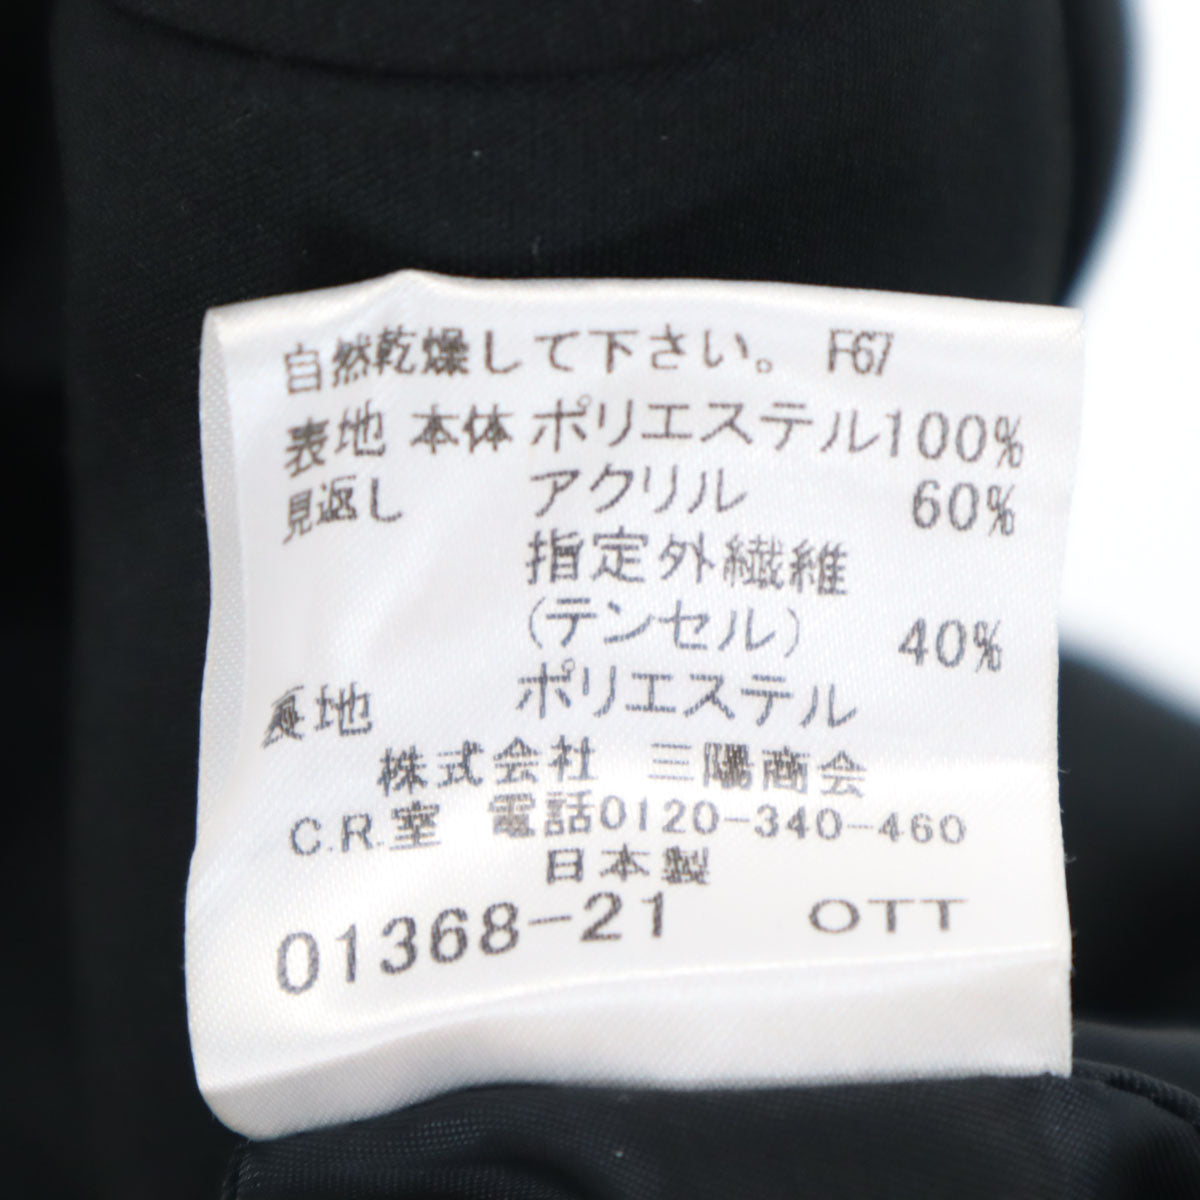 自然乾燥して下さい。 F67
表地 本体 ポリエステル100%
見返し アクリル 60%
指定外繊維
(テンセル) 40%
裏地 ポリエステル
株式会社 三陽商会
C.R.室 電話0120-340-460
日本製
01368-21 OTT